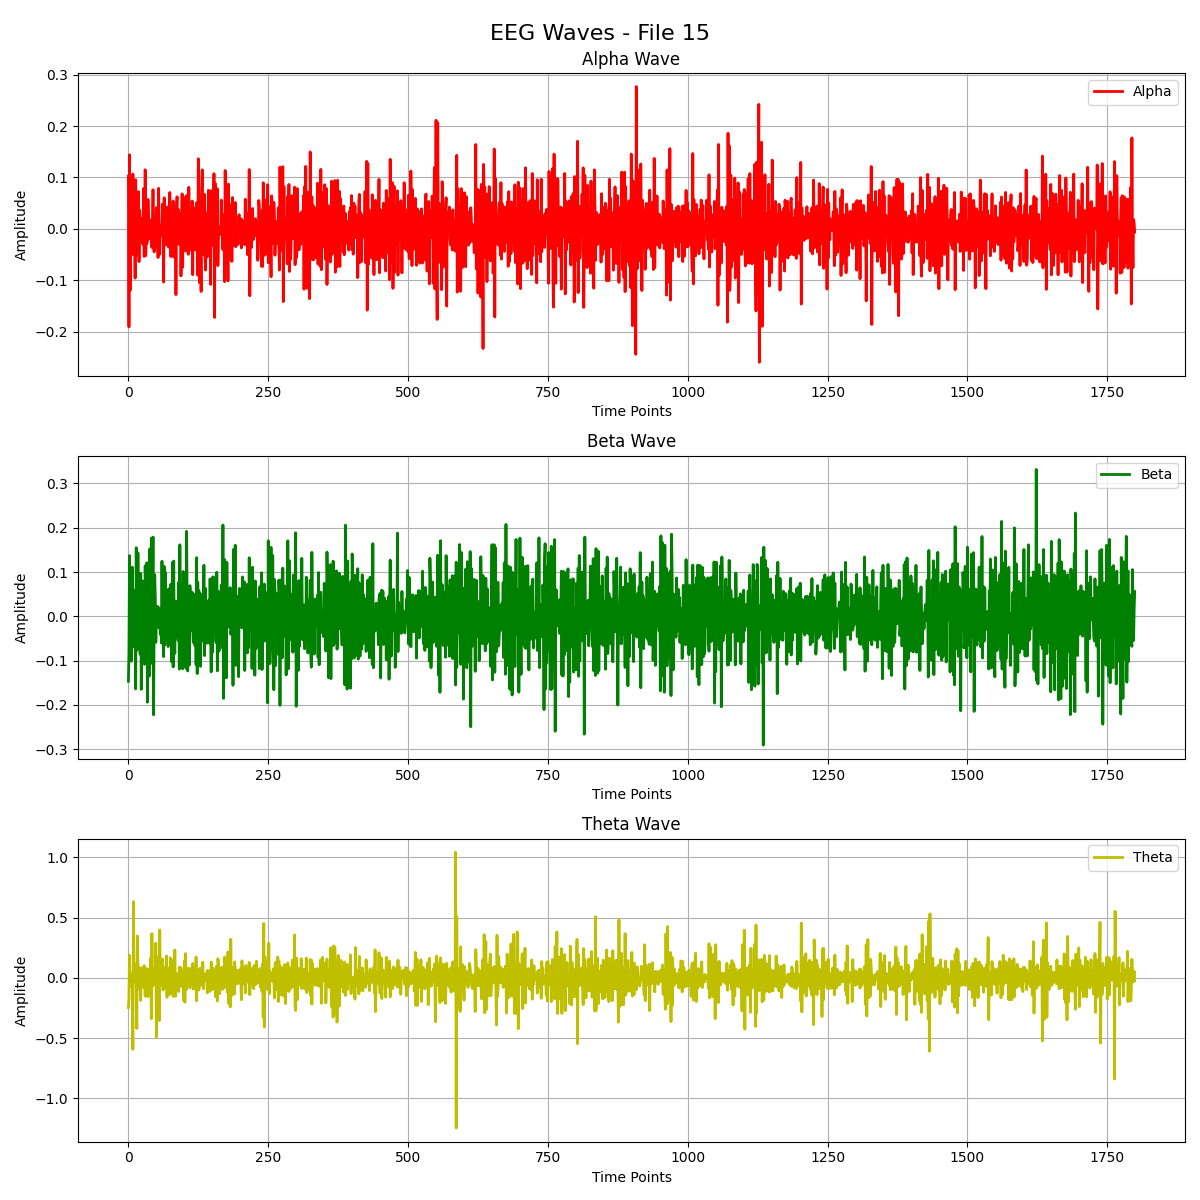 EEG Waves - File 15
Alpha Wave
Alpha
Amplitude
0.3
0.2
0.1
0.0
−0.1
−0.2
0 250 500 750 1000 1250 1500 1750
Time Points
Beta Wave
Beta
Amplitude
0.3
0.2
0.1
0.0
−0.1
−0.2
−0.3
0 250 500 750 1000 1250 1500 1750
Time Points
Theta Wave
Theta
Amplitude
1.0
0.5
0.0
−0.5
−1.0
0 250 500 750 1000 1250 1500 1750
Time Points